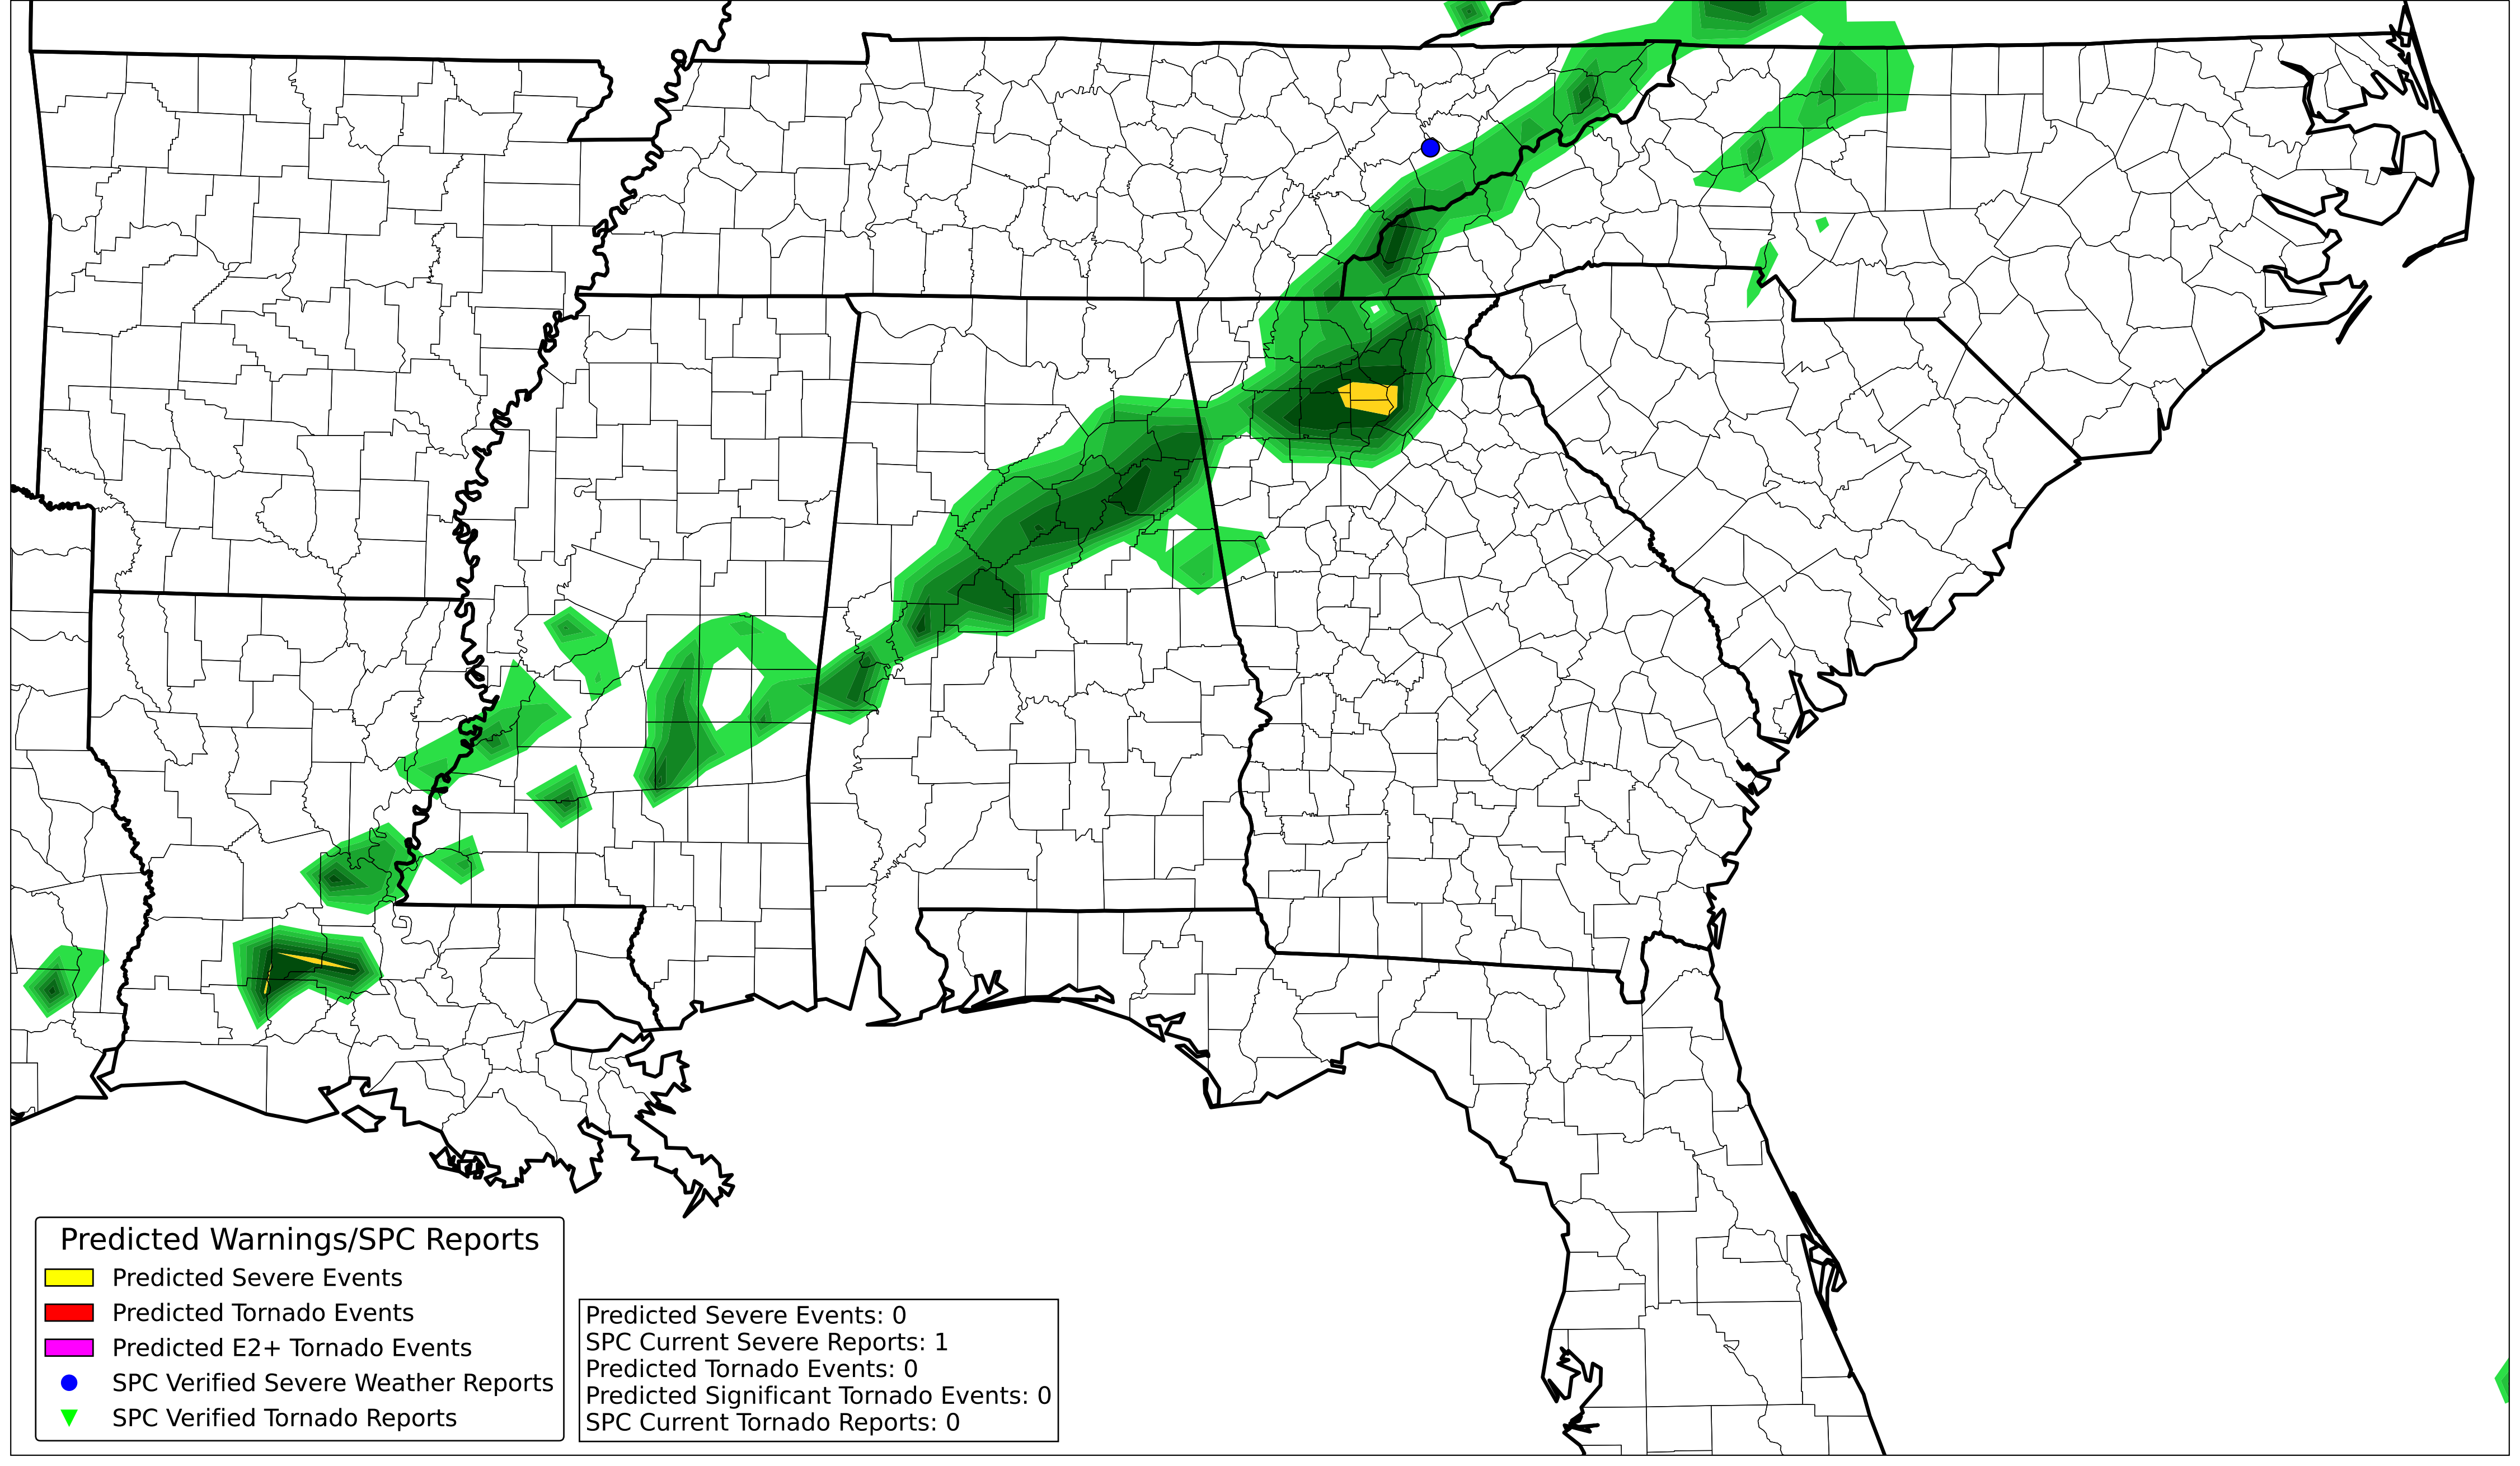 Predicted Warnings/SPC Reports
Predicted Severe Events
Predicted Tornado Events
Predicted E2+ Tornado Events
SPC Verified Severe Weather Reports
SPC Verified Tornado Reports
Predicted Severe Events: 0
SPC Current Severe Reports: 1
Predicted Tornado Events: 0
Predicted Significant Tornado Events: 0
SPC Current Tornado Reports: 0